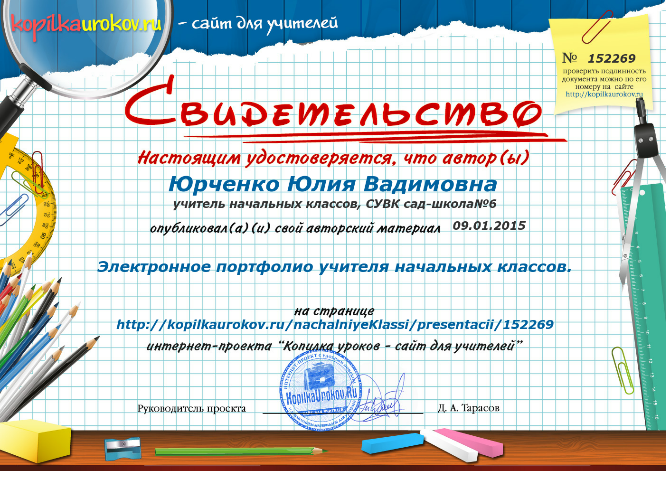 kopilkaurokov.ru – сайт для учителей
№ 152269
проверить подлинность
документа можно по его
номеру на сайте
http://kopilkaurokov.ru
Свидетельство
Настоящим удостоверяется, что автор(ы)
Юрченко Юлия Вадимовна
учитель начальных классов, СУВК сад-школа№6
опубликовал(а)(и) свой авторский материал 09.01.2015
Электронное портфолио учителя начальных классов.
на странице
http://kopilkaurokov.ru/nachalniyeKlassi/presentacii/152269
интернет-проекта “Копилка уроков - сайт для учителей”
KopilkaUrokov.Ru
Руководитель проекта Д. А. Тарасов